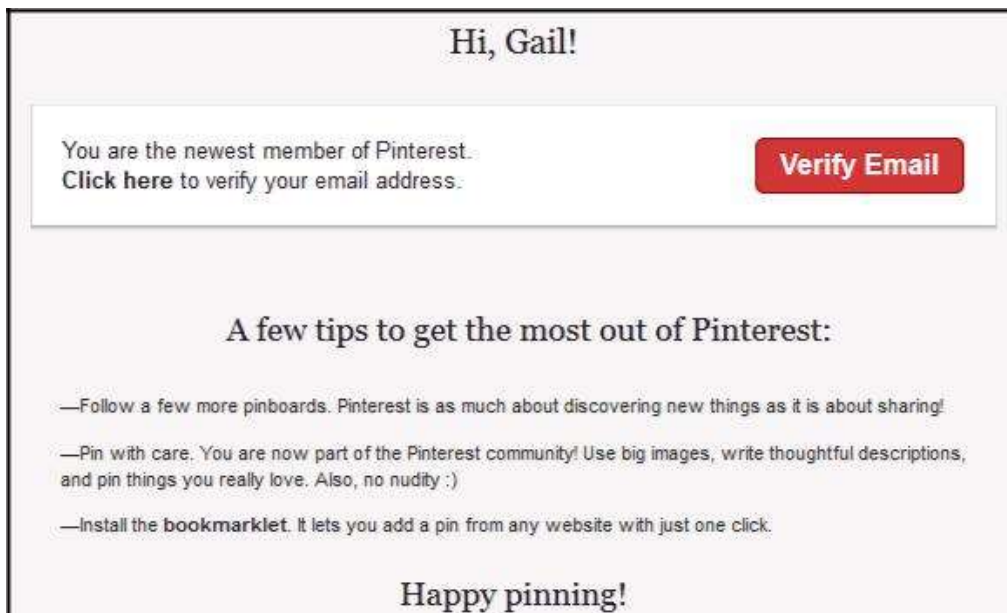 Hi, Gail!
You are the newest member of Pinterest.
Click here to verify your email address.
Verify Email
A few tips to get the most out of Pinterest:
—Follow a few more pinboards. Pinterest is as much about discovering new things as it is about sharing!
—Pin with care. You are now part of the Pinterest community! Use big images, write thoughtful descriptions,
and pin things you really love. Also, no nudity :)
—Install the bookmarklet. It lets you add a pin from any website with just one click.
Happy pinning!